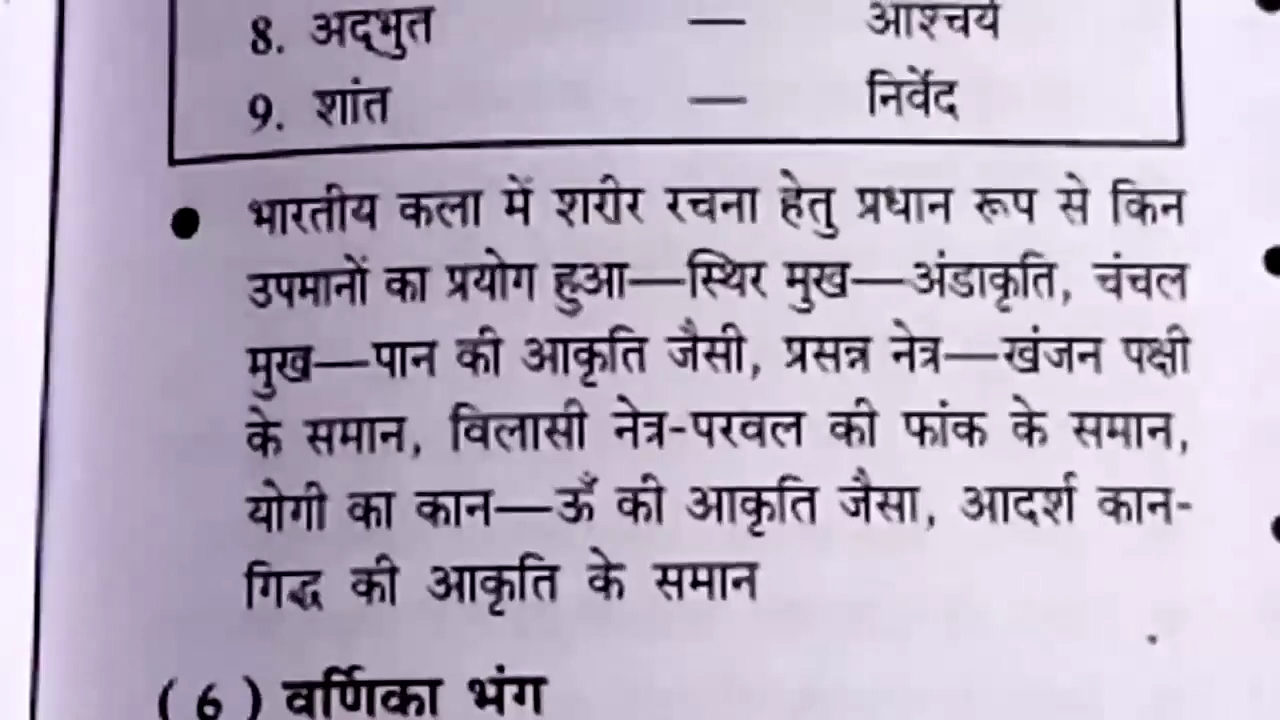 8. अद्‌भुत — आश्चर्य
9. शांत — निर्वेद
● भारतीय कला में शरीर रचना हेतु प्रधान रूप से किन
उपमानों का प्रयोग हुआ—स्थिर मुख—अंडाकृति, चंचल
मुख—पान की आकृति जैसी, प्रसन्न नेत्र—खंजन पक्षी
के समान, विलासी नेत्र-परवल की फांक के समान,
योगी का कान—ऊँ की आकृति जैसा, आदर्श कान-
गिद्ध की आकृति के समान
( 6 ) वर्णिका भंग